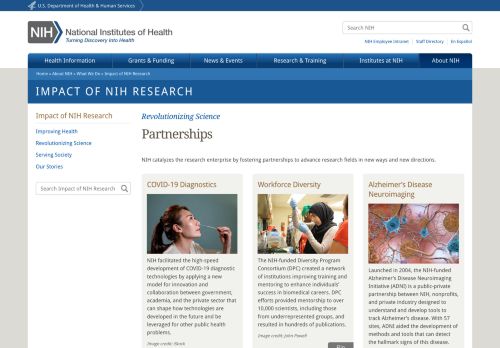 U.S. Department of Health & Human Services
Search NIH
NIH National Institutes of Health
Turning Discovery Into Health
NIH Employee Intranet Staff Directory En Español
Health Information Grants & Funding News & Events Research & Training Institutes at NIH About NIH
Home » About NIH » What We Do » Impact of NIH Research
IMPACT OF NIH RESEARCH
Impact of NIH Research
Improving Health
Revolutionizing Science
Serving Society
Our Stories
Search Impact of NIH Research
Revolutionizing Science
Partnerships
NIH catalyzes the research enterprise by fostering partnerships to advance research fields in new ways and new directions.
COVID-19 Diagnostics
NIH facilitated the high-speed
development of COVID-19 diagnostic
technologies by applying a new
model for innovation and
collaboration between government,
academia, and the private sector that
can shape how technologies are
developed in the future and be
leveraged for other public health
problems.
Image credit: iStock
Workforce Diversity
The NIH-funded Diversity Program
Consortium (DPC) created a network
of institutions improving training and
mentoring to enhance individuals'
success in biomedical careers. DPC
efforts provided mentorship to over
10,000 scientists, including those
from underrepresented groups, and
resulted in hundreds of publications.
Image credit: John Powell
Alzheimer's Disease
Neuroimaging
Launched in 2004, the NIH-funded
Alzheimer's Disease Neuroimaging
Initiative (ADNI) is a public-private
partnership between NIH, nonprofits,
and private industry designed to
understand and develop tools to
track Alzheimer's disease. With 57
sites, ADNI aided the development of
methods and tools that can detect
the hallmark signs of this disease.